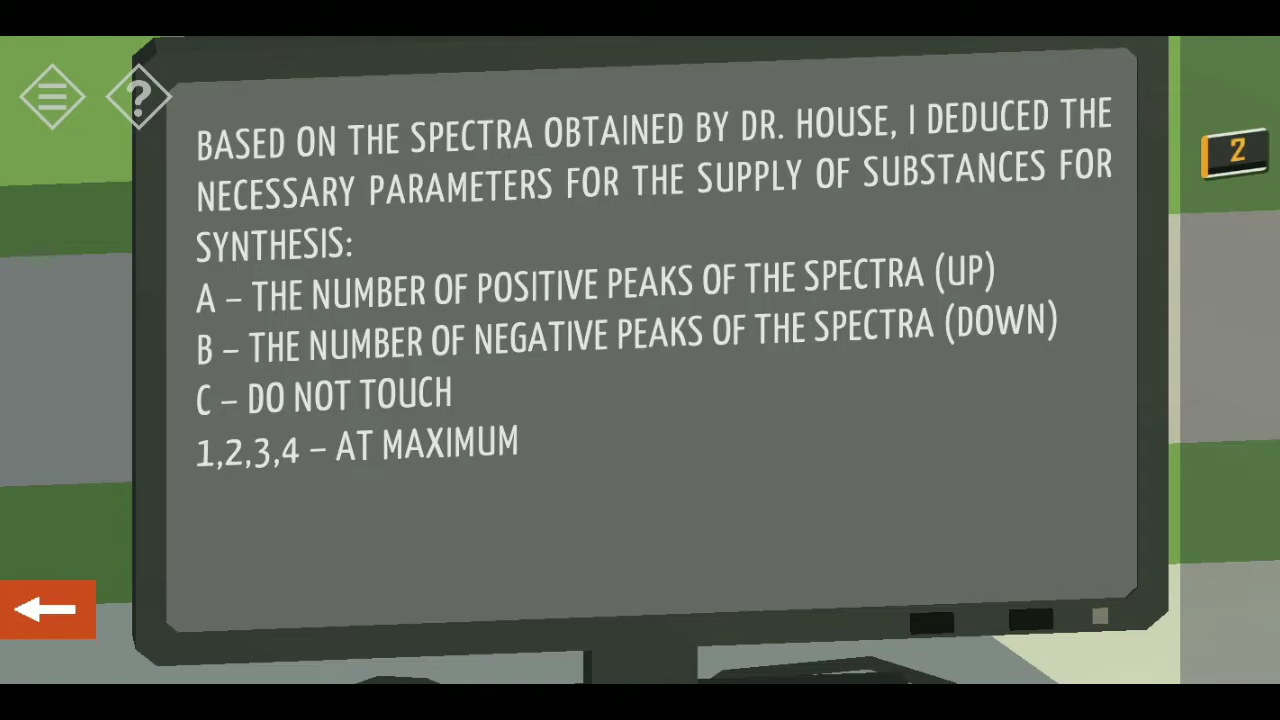 BASED ON THE SPECTRA OBTAINED BY DR. HOUSE, I DEDUCED THE
NECESSARY PARAMETERS FOR THE SUPPLY OF SUBSTANCES FOR
SYNTHESIS:
A – THE NUMBER OF POSITIVE PEAKS OF THE SPECTRA (UP)
B – THE NUMBER OF NEGATIVE PEAKS OF THE SPECTRA (DOWN)
C – DO NOT TOUCH
1,2,3,4 – AT MAXIMUM
?
2